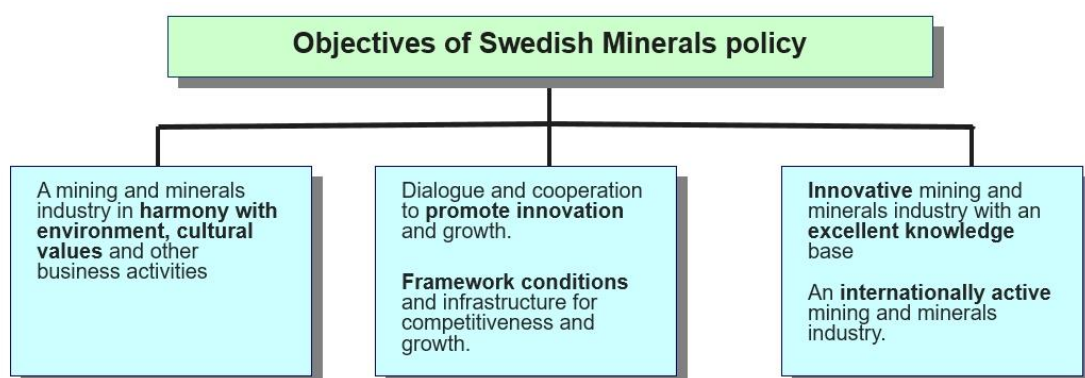 Objectives of Swedish Minerals policy
A mining and minerals
industry in harmony with
environment, cultural
values and other
business activities
Dialogue and cooperation
to promote innovation
and growth.
Framework conditions
and infrastructure for
competitiveness and
growth.
Innovative mining and
minerals industry with an
excellent knowledge
base
An internationally active
mining and minerals
industry.